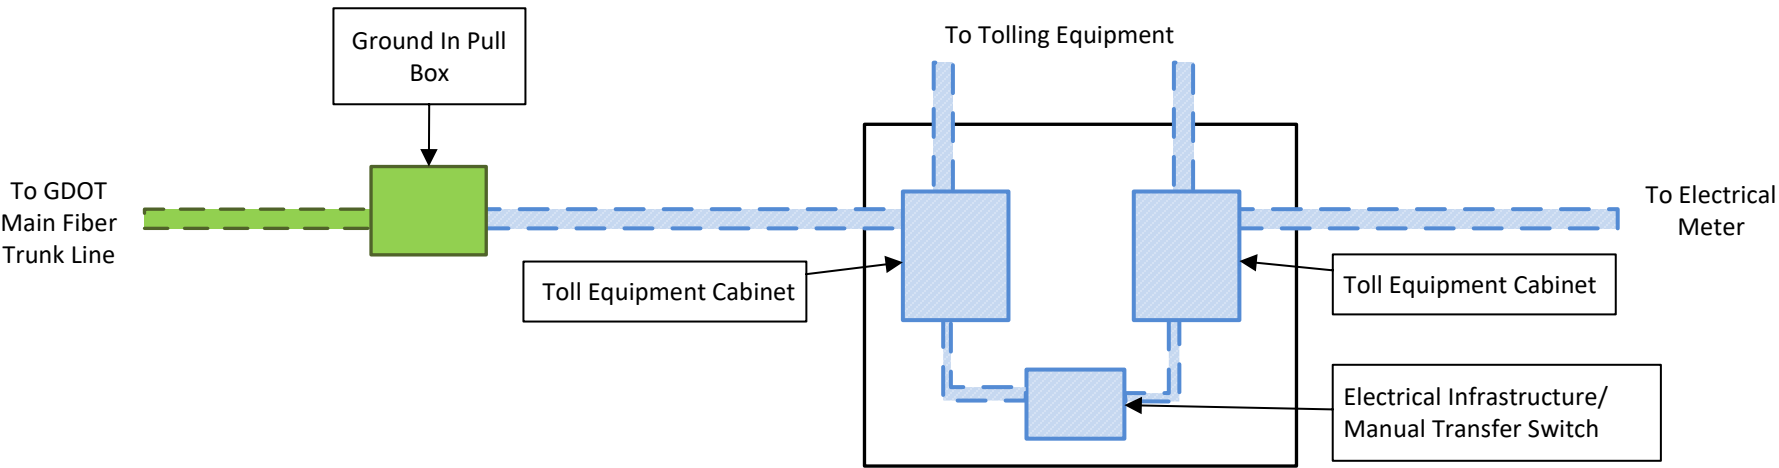 Ground In Pull
Box
To Tolling Equipment
To GDOT
Main Fiber
Trunk Line
To Electrical
Meter
Toll Equipment Cabinet
Toll Equipment Cabinet
Electrical Infrastructure/
Manual Transfer Switch